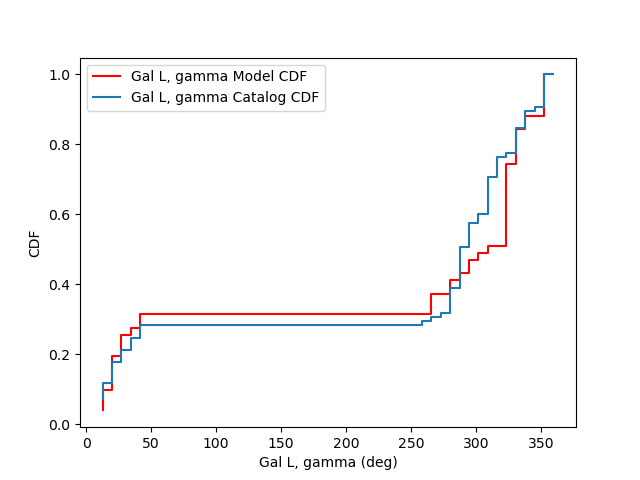 Gal L, gamma Model CDF
Gal L, gamma Catalog CDF
1.0
0.8
0.6
0.4
0.2
0.0
CDF
0 50 100 150 200 250 300 350
Gal L, gamma (deg)